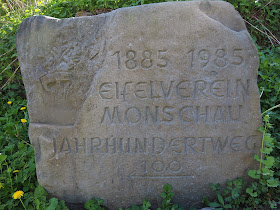 1885 1985
EIFELVEREIN
MONSCHAU
JAHRHUNDERTWEG